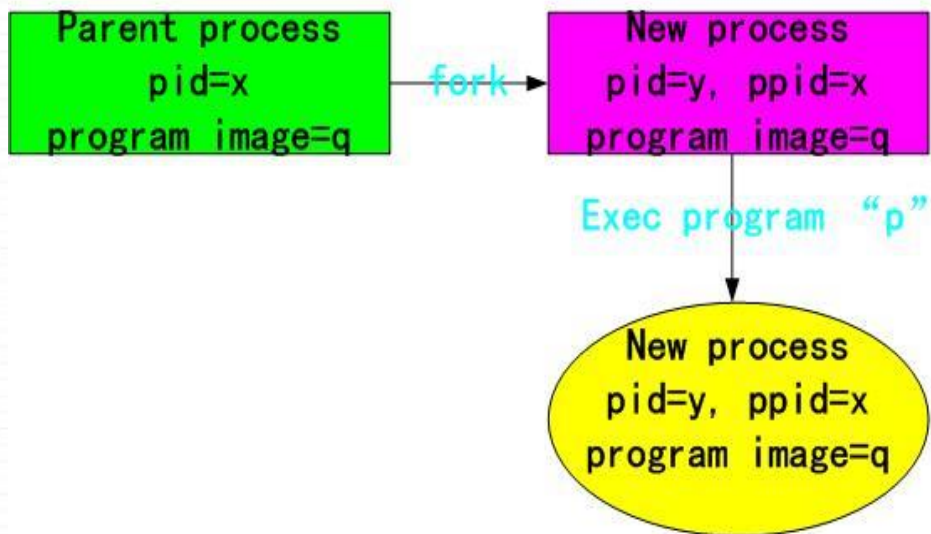 Parent process
pid=x
program image=q
fork
New process
pid=y, ppid=x
program image=q
Exec program “p”
New process
pid=y, ppid=x
program image=q